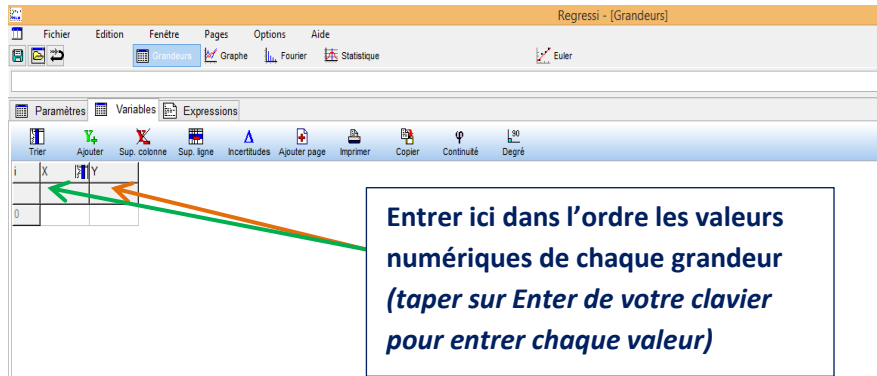 Regressi - [Grandeurs]
Fichier Edition Fenêtre Pages Options Aide
Grandeurs Graphe Fourier Statistique Euler
Paramètres Variables Expressions
Trier Ajouter Sup. colonne Sup. ligne Incertitudes Ajouter page Imprimer Copier Continuité Degré
i X Y
0
Entrer ici dans l’ordre les valeurs
numériques de chaque grandeur
(taper sur Enter de votre clavier
pour entrer chaque valeur)